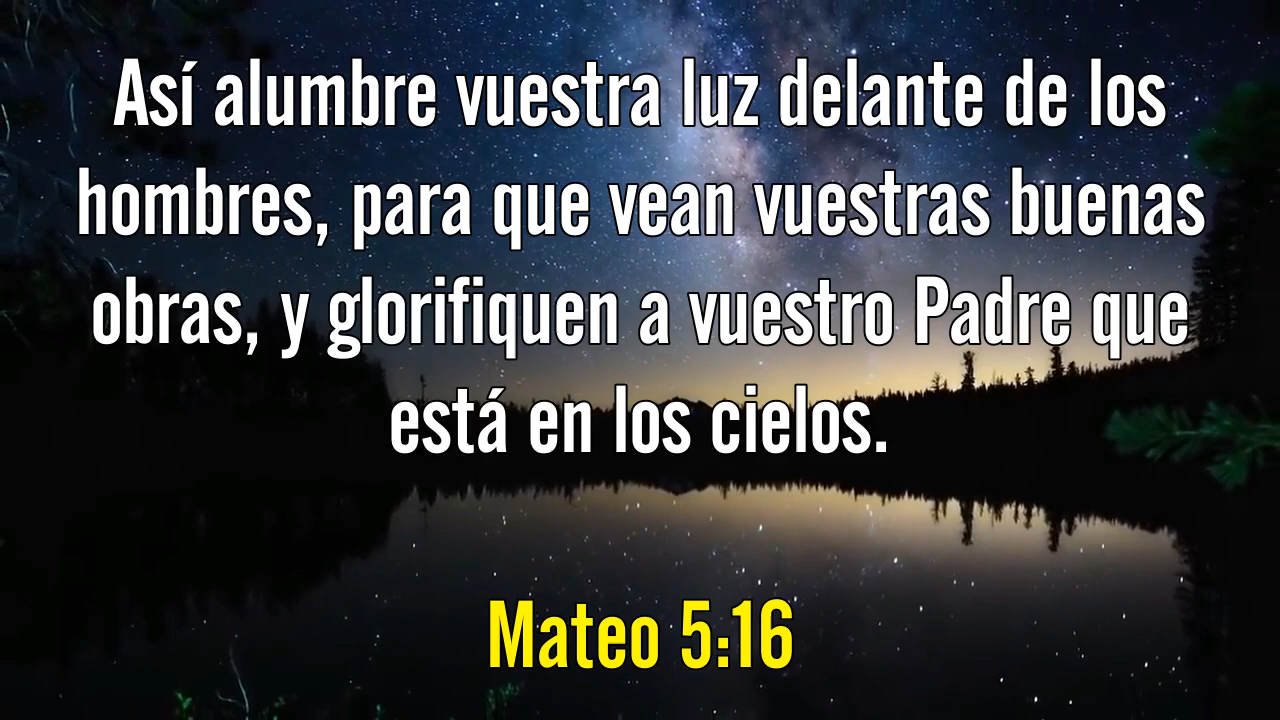 Así alumbre vuestra luz delante de los
hombres, para que vean vuestras buenas
obras, y glorifiquen a vuestro Padre que
está en los cielos.
Mateo 5:16